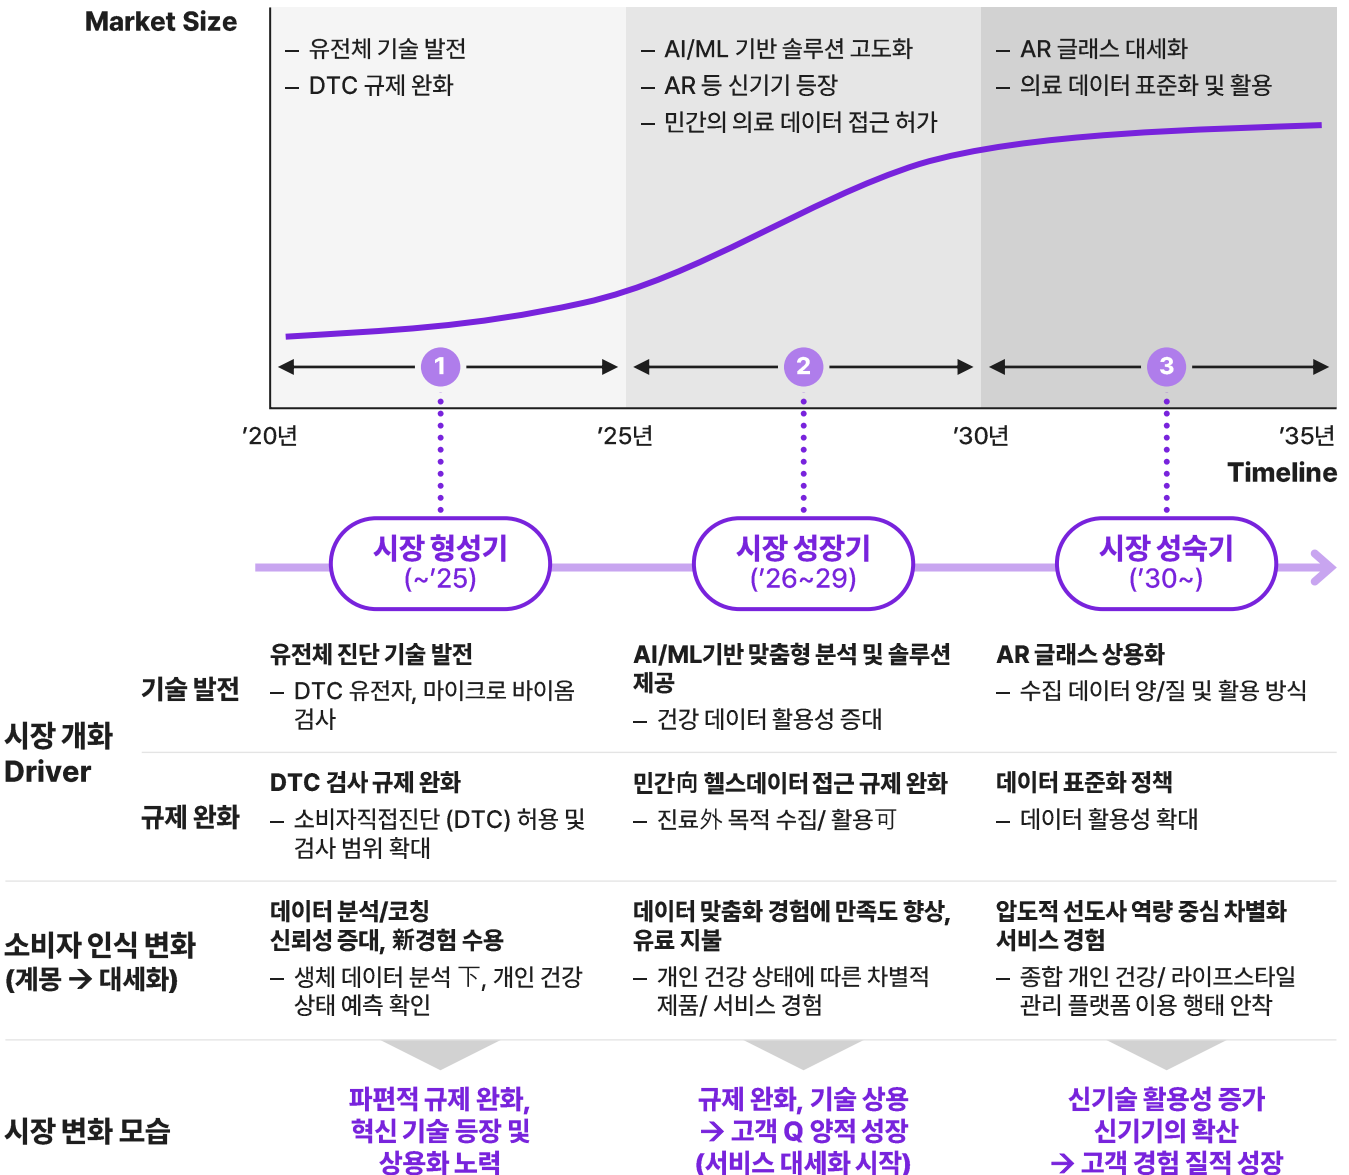 Market Size
– 유전체 기술 발전
– DTC 규제 완화
– AI/ML 기반 솔루션 고도화
– AR 등 신기기 등장
– 민간의 의료 데이터 접근 허가
– AR 글래스 대세화
– 의료 데이터 표준화 및 활용
1
2
3
’20년
’25년
’30년
’35년
Timeline
시장 형성기
(~’25)
시장 성장기
(’26~29)
시장 성숙기
(’30~)
시장 개화
Driver
기술 발전
유전체 진단 기술 발전
– DTC 유전자, 마이크로 바이옴
검사
AI/ML기반 맞춤형 분석 및 솔루션
제공
– 건강 데이터 활용성 증대
AR 글래스 상용화
– 수집 데이터 양/질 및 활용 방식
규제 완화
DTC 검사 규제 완화
– 소비자직접진단 (DTC) 허용 및
검사 범위 확대
민간向 헬스데이터 접근 규제 완화
– 진료外 목적 수집/ 활용可
데이터 표준화 정책
– 데이터 활용성 확대
소비자 인식 변화
(계몽 → 대세화)
데이터 분석/코칭
신뢰성 증대, 新경험 수용
– 생체 데이터 분석 下, 개인 건강
상태 예측 확인
데이터 맞춤화 경험에 만족도 향상,
유료 지불
– 개인 건강 상태에 따른 차별적
제품/ 서비스 경험
압도적 선도사 역량 중심 차별화
서비스 경험
– 종합 개인 건강/ 라이프스타일
관리 플랫폼 이용 행태 안착
시장 변화 모습
파편적 규제 완화,
혁신 기술 등장 및
상용화 노력
규제 완화, 기술 상용
→ 고객 Q 양적 성장
(서비스 대세화 시작)
신기술 활용성 증가
신기기의 확산
→ 고객 경험 질적 성장